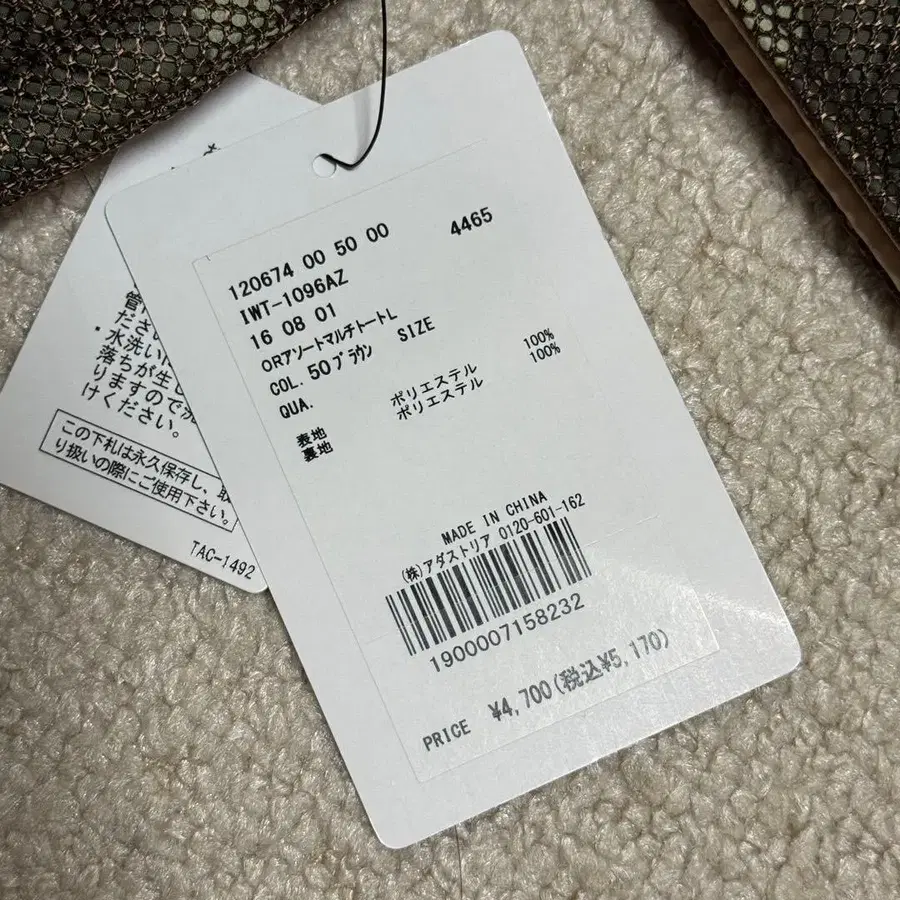 120674 00 50 00 4465
IWT-1096AZ
16 08 01
ORアソートマルチトートL
COL. 50ﾌﾞﾗｳﾝ SIZE
QUA.
表地 ポリエステル 100%
裏地 ポリエステル 100%
MADE IN CHINA
(株)アダストリア 0120-601-162
1900007158232
PRICE ¥4,700(税込¥5,170)
ださい
・水洗い
落ちが生じ
りますので
けください。
この下札は永久保存し、取
り扱いの際にご使用下さい。
TAC-1492